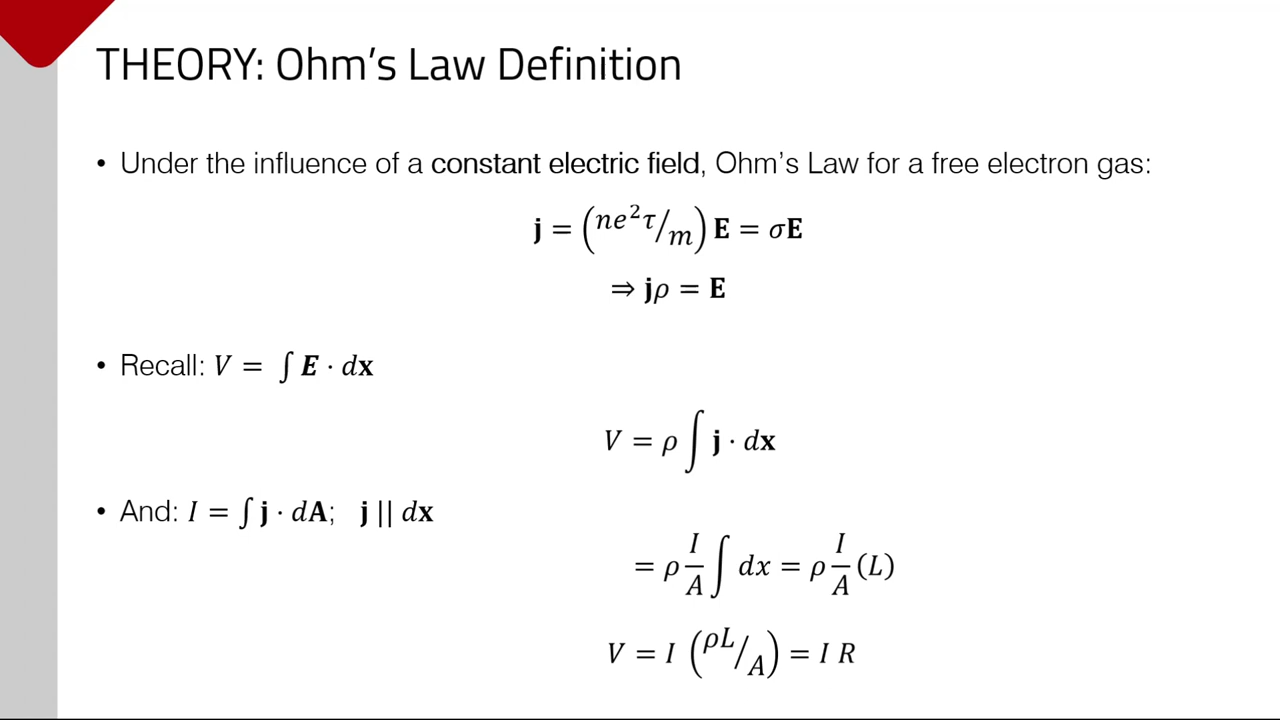 THEORY: Ohm's Law Definition
• Under the influence of a constant electric field, Ohm's Law for a free electron gas:
j = (ne²τ/m) E = σE
⇒ jρ = E
• Recall: V = ∫ E · dx
V = ρ ∫ j · dx
• And: I = ∫ j · dA; j || dx
= ρ I/A ∫ dx = ρ I/A (L)
V = I (ρL/A) = I R